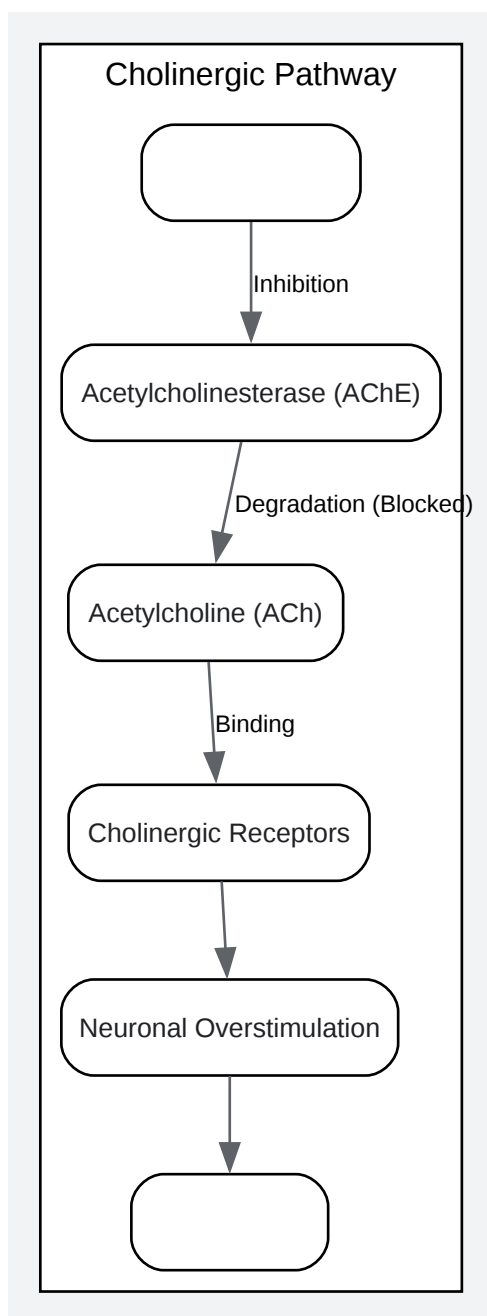 Cholinergic Pathway
Inhibition
Acetylcholinesterase (AChE)
Degradation (Blocked)
Acetylcholine (ACh)
Binding
Cholinergic Receptors
Neuronal Overstimulation